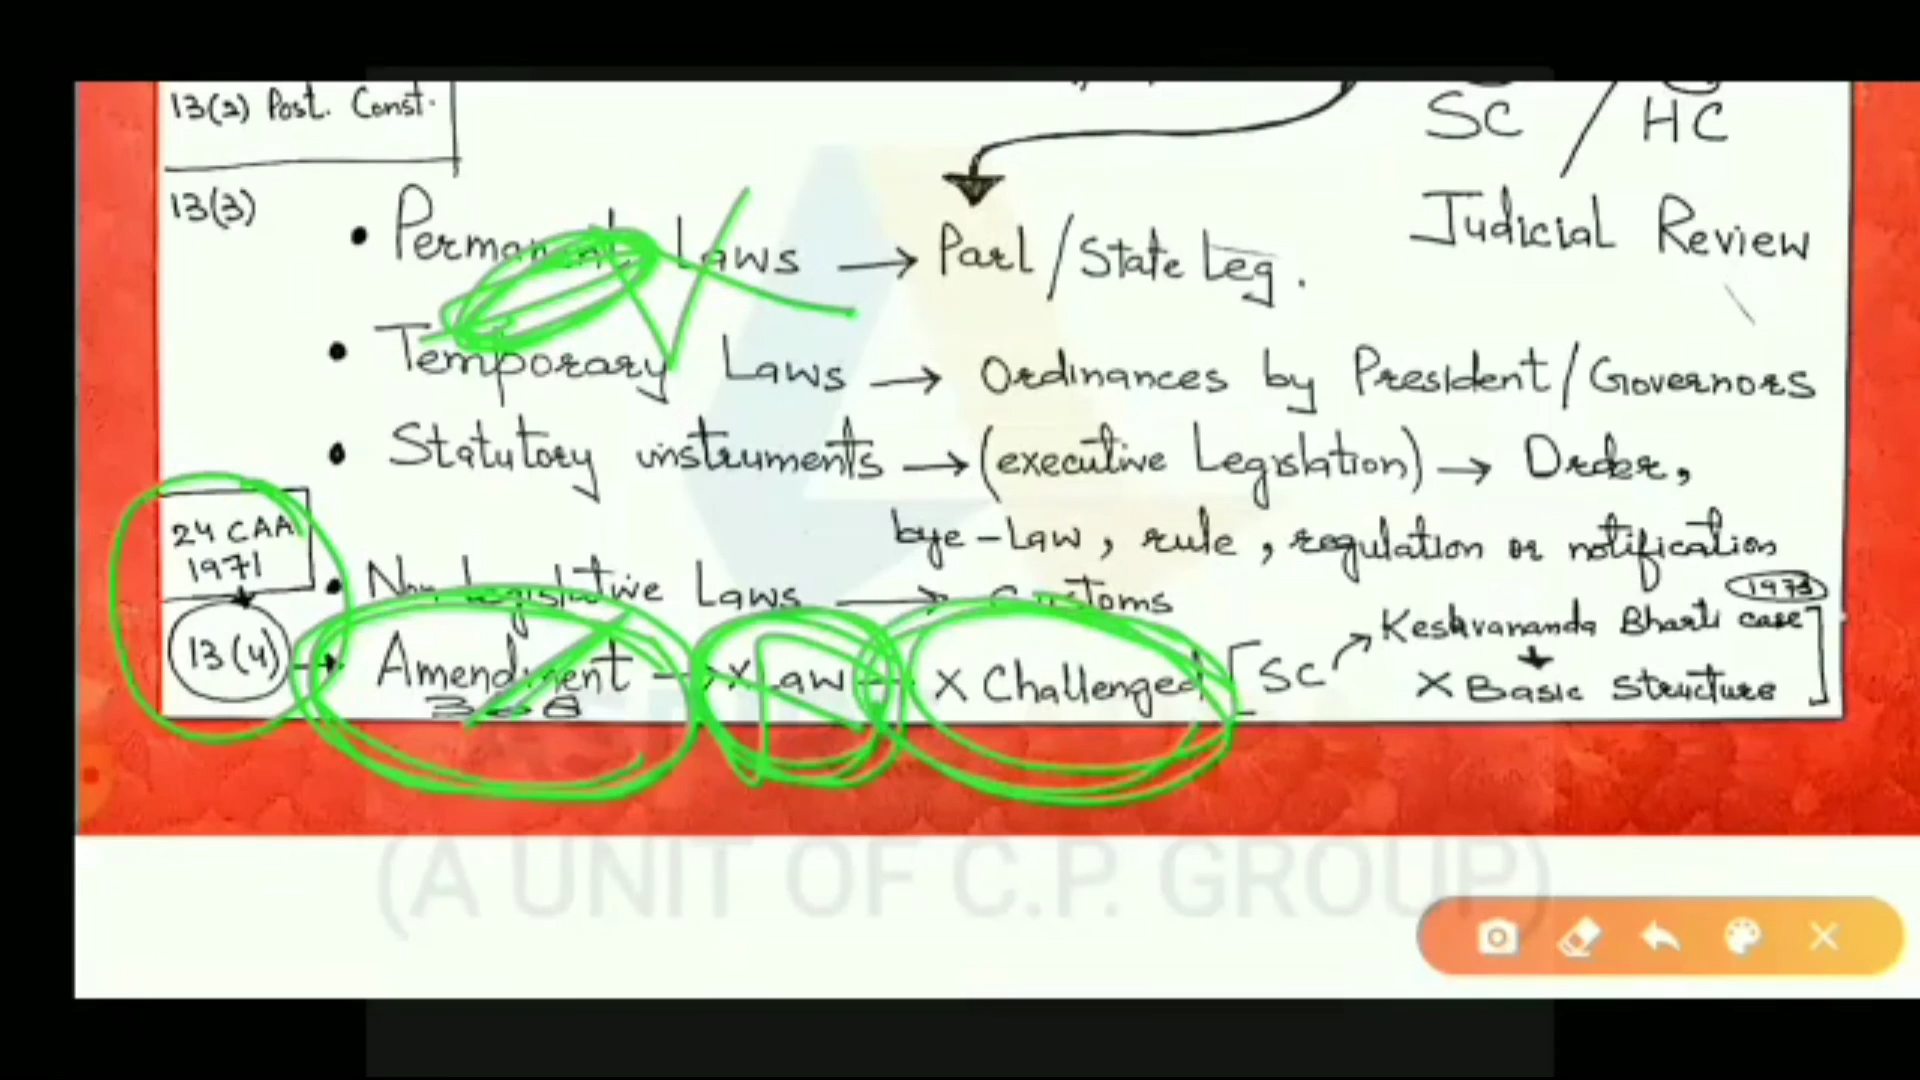 13(2) Post. Const.
SC / HC
Judicial Review
13(3)
• Permanent Laws → Parl / State Leg.
• Temporary Laws → Ordinances by President / Governors
• Statutory instruments → (executive Legislation) → Order,
bye-Law, rule, regulation or notification
24 CAA
1971
• Non Legislative Laws → Customs
13(4) → Amendment → X Law → X Challenged [SC → Keshvananda Bharti case 1973
368
X Basic Structure]
(A UNIT OF C.P. GROUP)